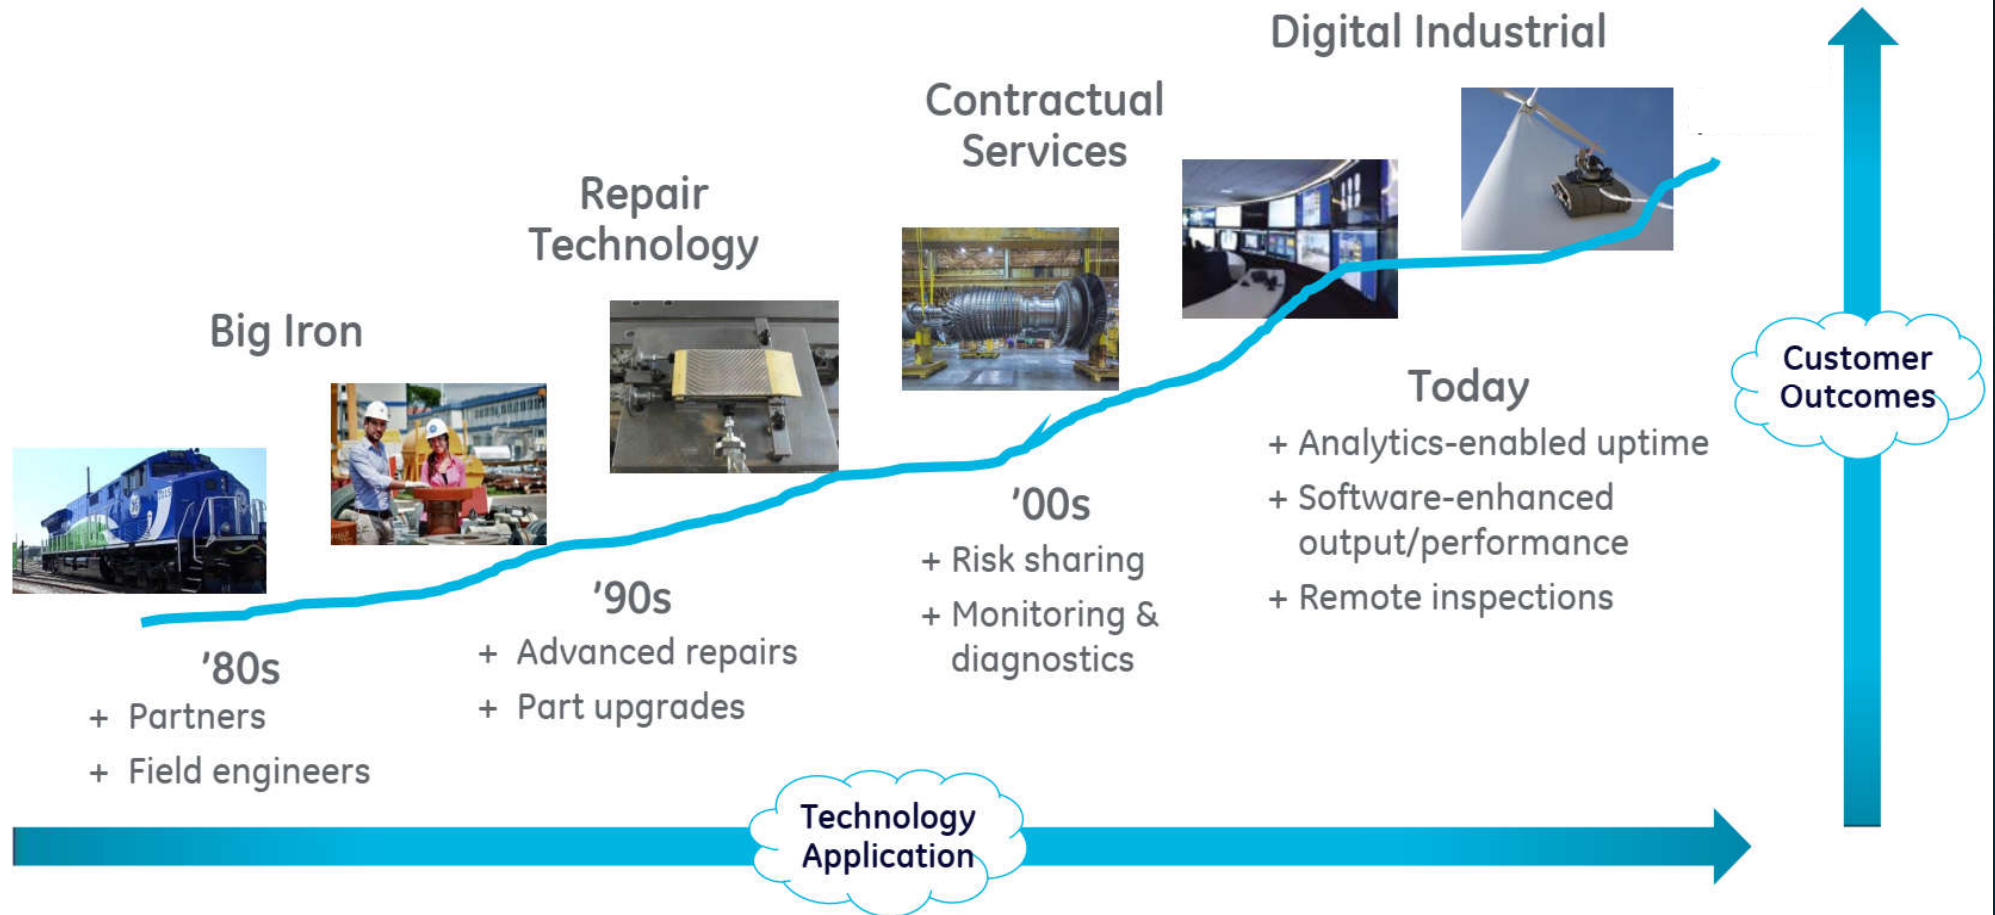 Digital Industrial
Contractual
Services
Repair
Technology
Big Iron
Customer
Outcomes
Today
+ Analytics-enabled uptime
+ Software-enhanced
output/performance
+ Remote inspections
’00s
+ Risk sharing
+ Monitoring &
diagnostics
’90s
+ Advanced repairs
+ Part upgrades
’80s
+ Partners
+ Field engineers
Technology
Application